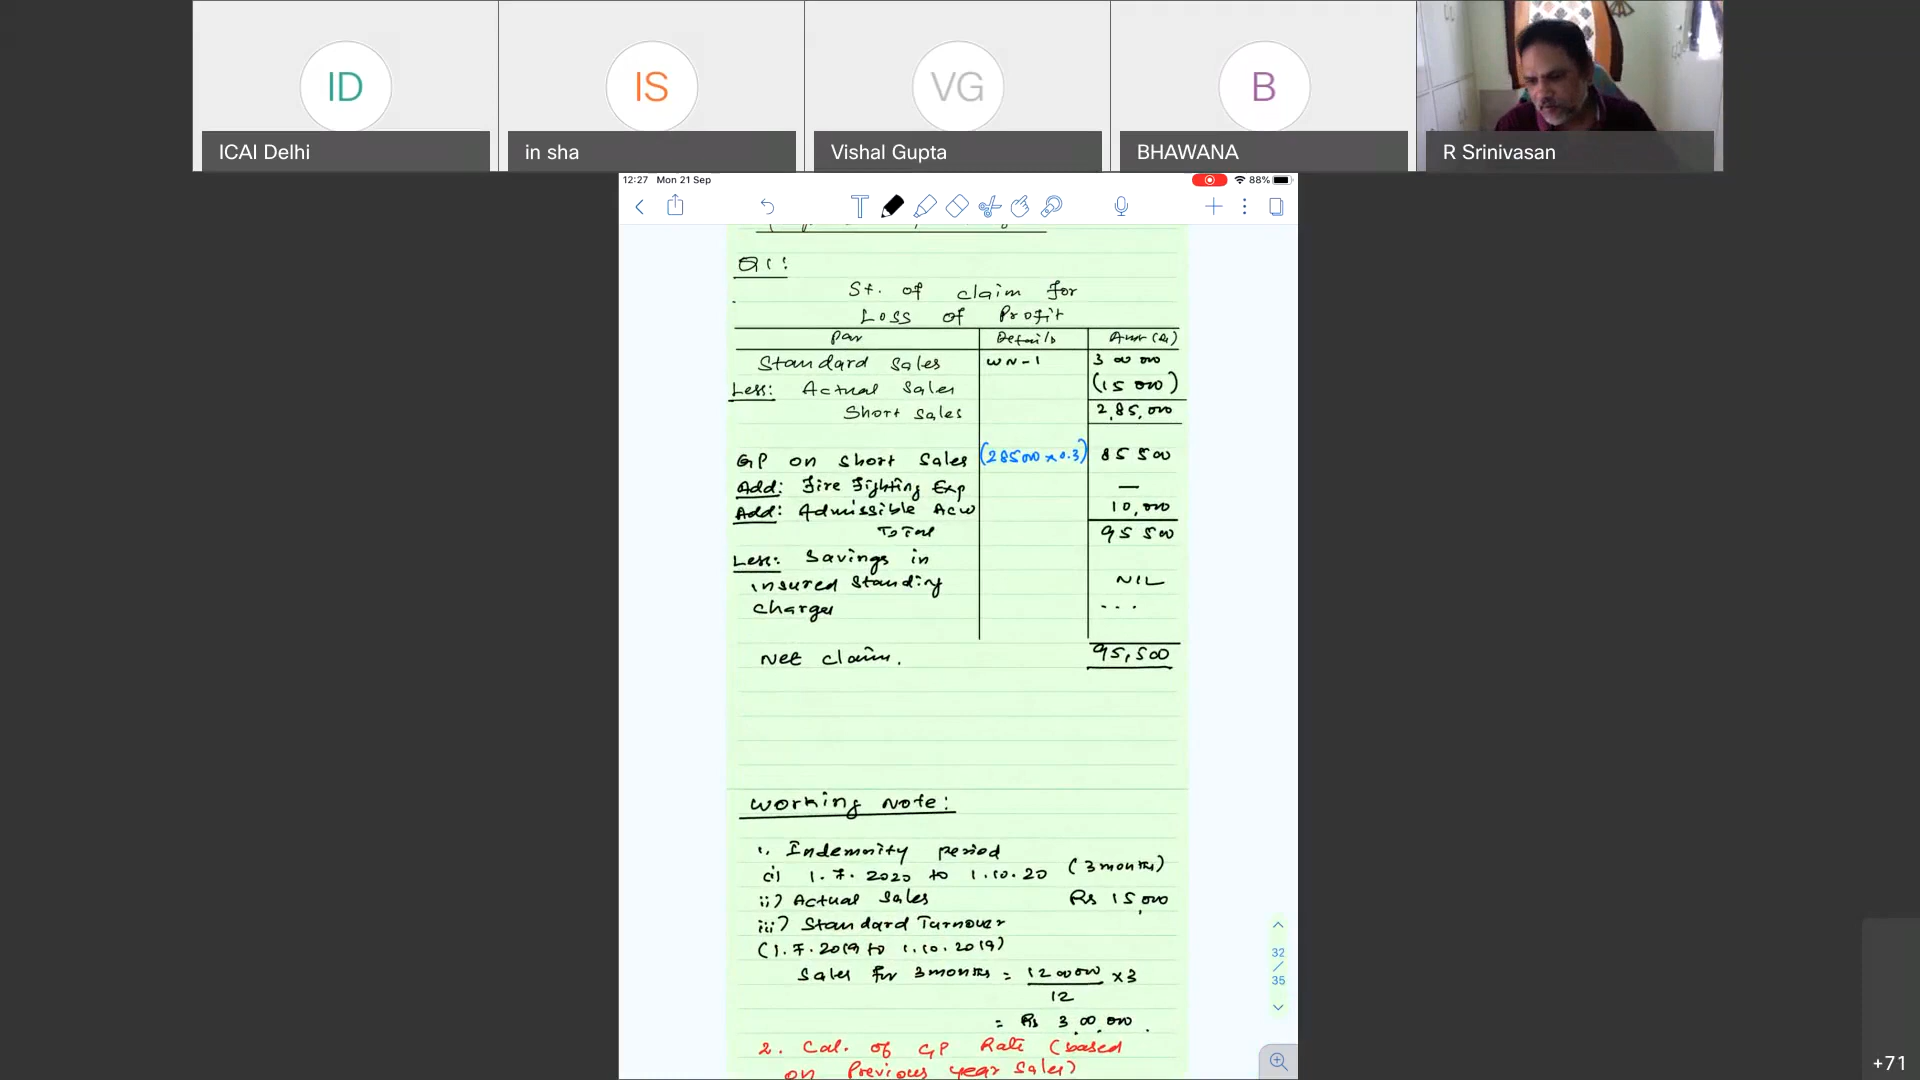 ID
IS
VG
B
ICAI Delhi
in sha
Vishal Gupta
BHAWANA
R Srinivasan
12:27 Mon 21 Sep
88%
Q1:
St. of claim for
Loss of Profit
Par Details Amt (Rs)
Standard Sales WN-1 3 00 000
Less: Actual Sales (15 000)
Short Sales 2,85,000
GP on short Sales (285000 x 0.3) 85 500
Add: Fire Fighting Exp —
Add: Admissible ACW 10,000
Total 95 500
Less: Savings in
insured Standing NIL
charges ...
Net claim. 95,500
Working Note:
1. Indemnity period
(i) 1.7.2020 to 1.10.20 (3 months)
ii) Actual Sales Rs 15,000
iii) Standard Turnover
(1.7.2019 to 1.10.2019)
Sales for 3 months = 1200000 x3
12
= Rs 3,00,000.
2. Cal. of GP Rate (based
on Previous year Sales)
32
/
35
+71